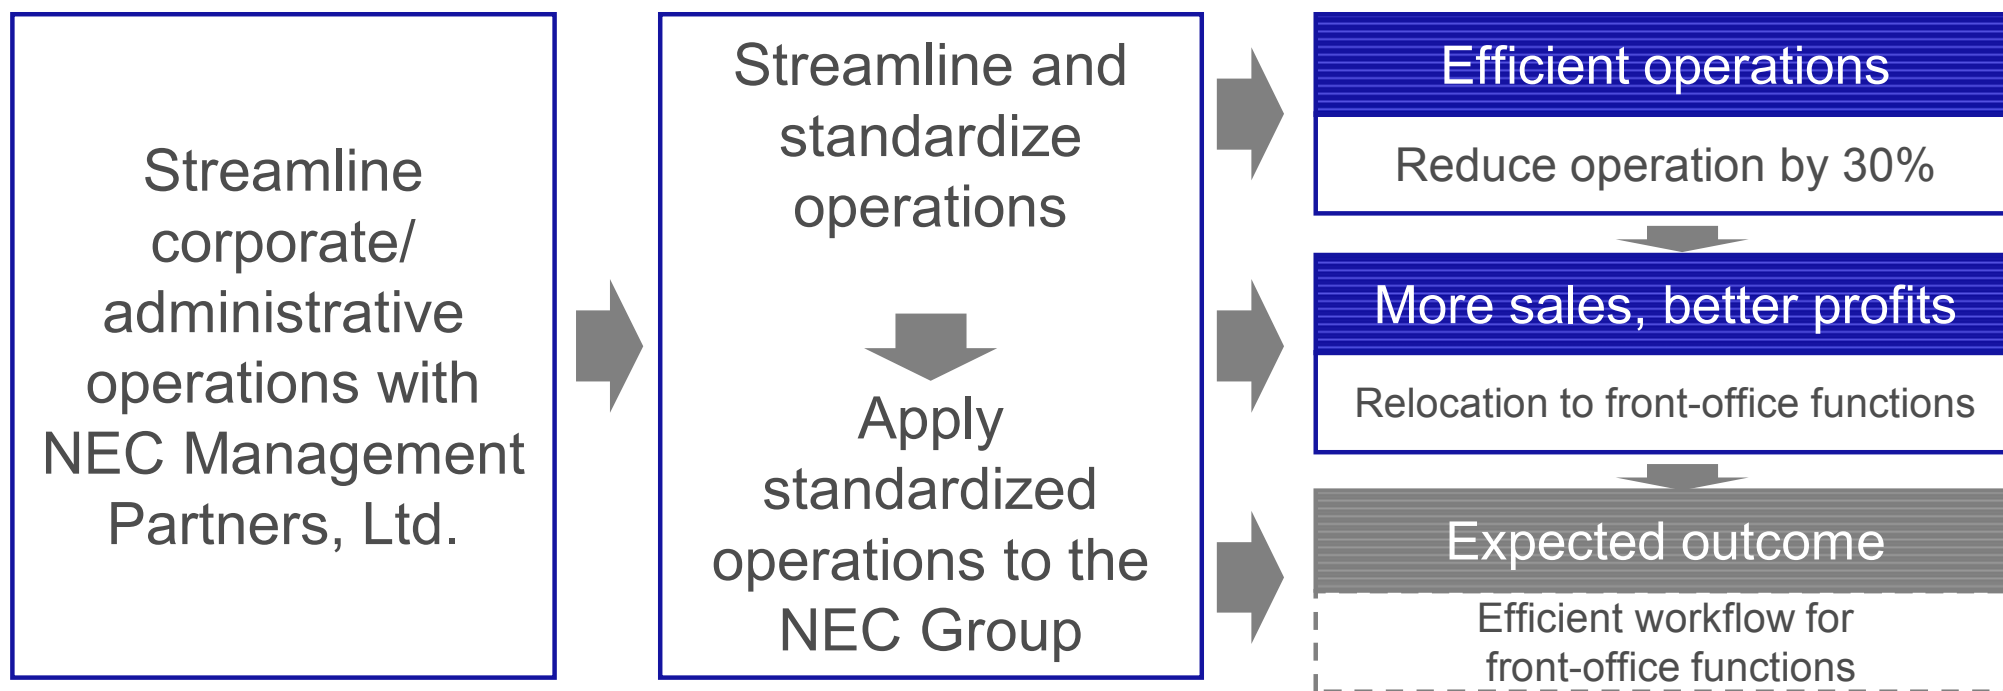 Streamline
corporate/
administrative
operations with
NEC Management
Partners, Ltd.
Streamline and
standardize
operations
Apply
standardized
operations to the
NEC Group
Efficient operations
Reduce operation by 30%
More sales, better profits
Relocation to front-office functions
Expected outcome
Efficient workflow for
front-office functions